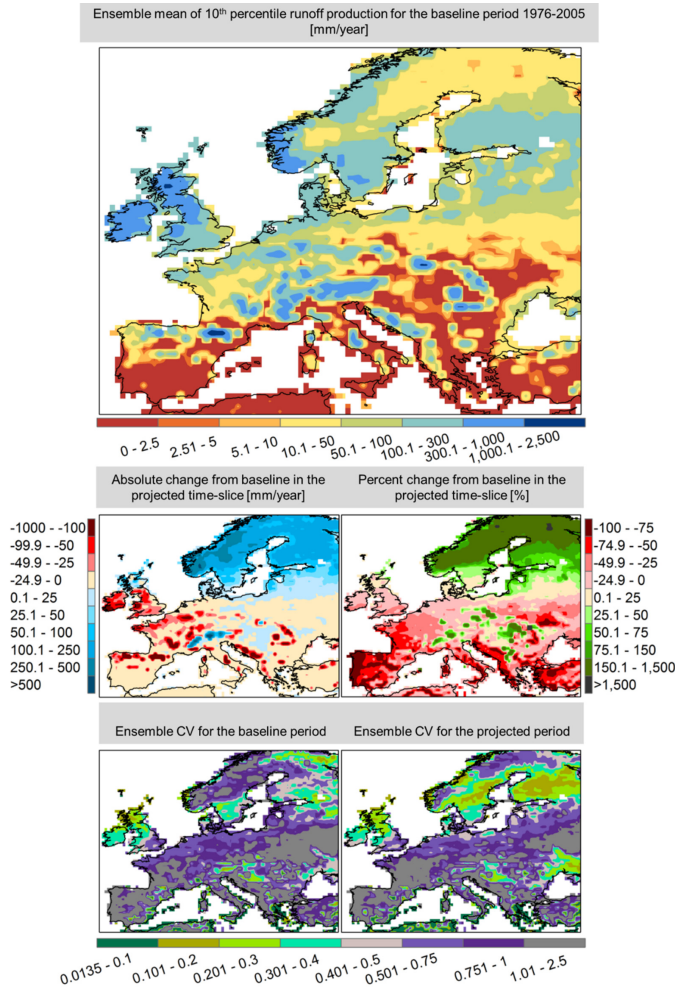 Ensemble mean of 10th percentile runoff production for the baseline period 1976-2005
[mm/year]
0 - 2.5
2.51 - 5
5.1 - 10
10.1 - 50
50.1 - 100
100.1 - 300
300.1 - 1,000
1,000.1 - 2,500
Absolute change from baseline in the
projected time-slice [mm/year]
Percent change from baseline in the
projected time-slice [%]
-1000 - -100
-99.9 - -50
-49.9 - -25
-24.9 - 0
0.1 - 25
25.1 - 50
50.1 - 100
100.1 - 250
250.1 - 500
>500
-100 - -75
-74.9 - -50
-49.9 - -25
-24.9 - 0
0.1 - 25
25.1 - 50
50.1 - 75
75.1 - 150
150.1 - 1,500
>1,500
Ensemble CV for the baseline period
Ensemble CV for the projected period
0.0135 - 0.1
0.101 - 0.2
0.201 - 0.3
0.301 - 0.4
0.401 - 0.5
0.501 - 0.75
0.751 - 1
1.01 - 2.5